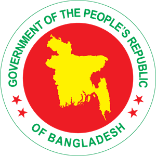 GOVERNMENT OF THE PEOPLE'S REPUBLIC
OF BANGLADESH